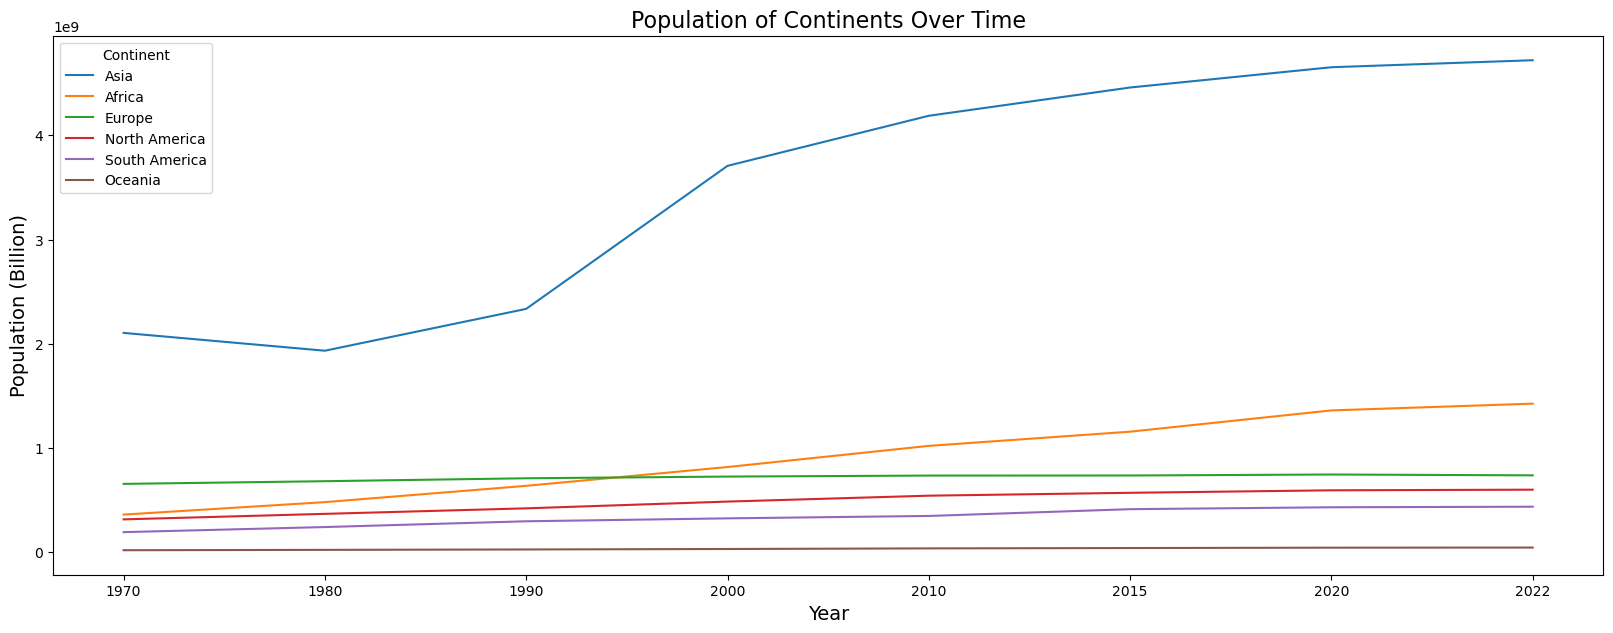 Population of Continents Over Time
1e9
Continent
Asia
Africa
Europe
North America
South America
Oceania
Population (Billion)
4
3
2
1
0
1970 1980 1990 2000 2010 2015 2020 2022
Year